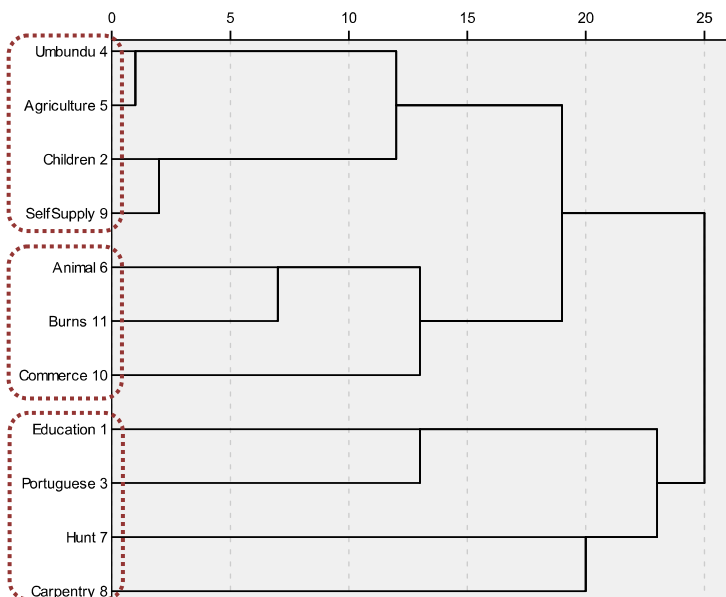 0 5 10 15 20 25
Umbundu 4
Agriculture 5
Children 2
SelfSupply 9
Animal 6
Burns 11
Commerce 10
Education 1
Portuguese 3
Hunt 7
Carpentry 8